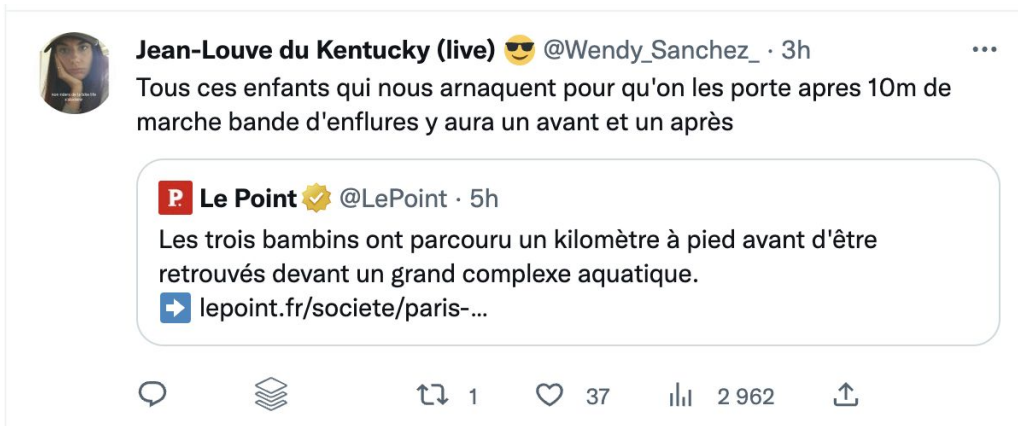 Jean-Louve du Kentucky (live) 😎 @Wendy_Sanchez_ · 3h
Tous ces enfants qui nous arnaquent pour qu'on les porte apres 10m de
marche bande d'enflures y aura un avant et un après
P. Le Point @LePoint · 5h
Les trois bambins ont parcouru un kilomètre à pied avant d'être
retrouvés devant un grand complexe aquatique.
➡️ lepoint.fr/societe/paris-...
1 37 2 962